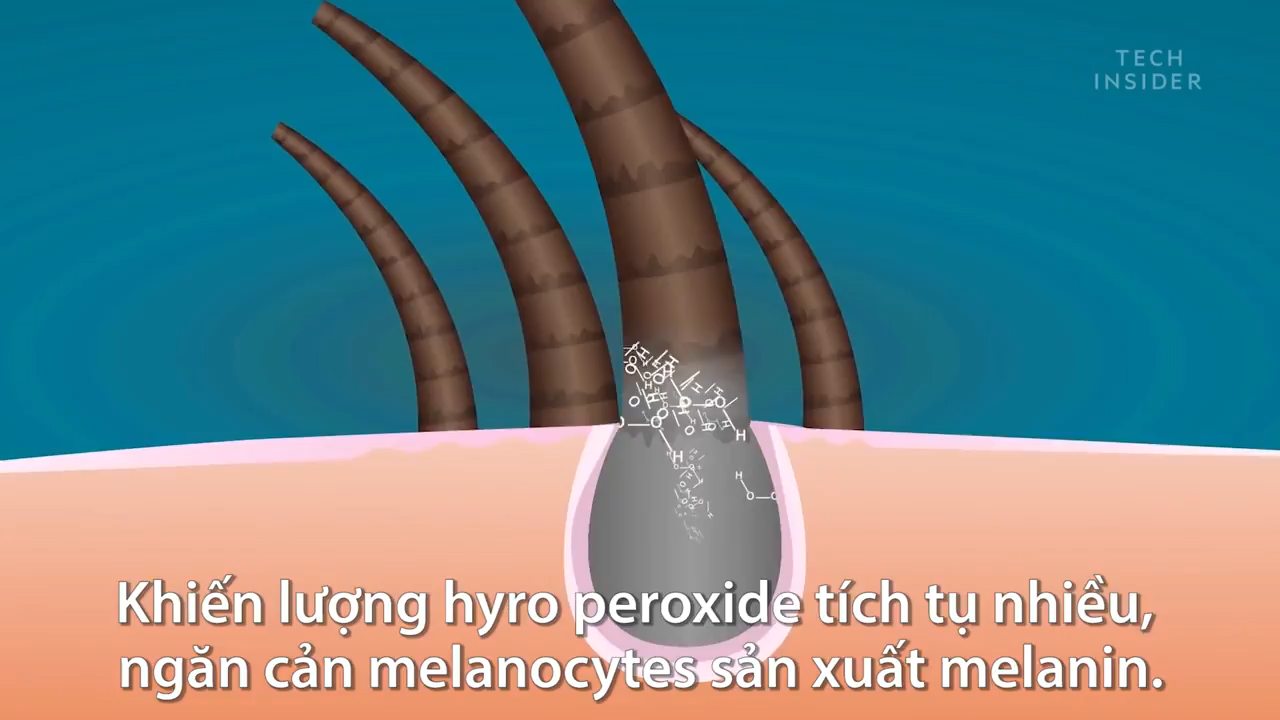 TECH
INSIDER
Khiến lượng hyro peroxide tích tụ nhiều,
ngăn cản melanocytes sản xuất melanin.